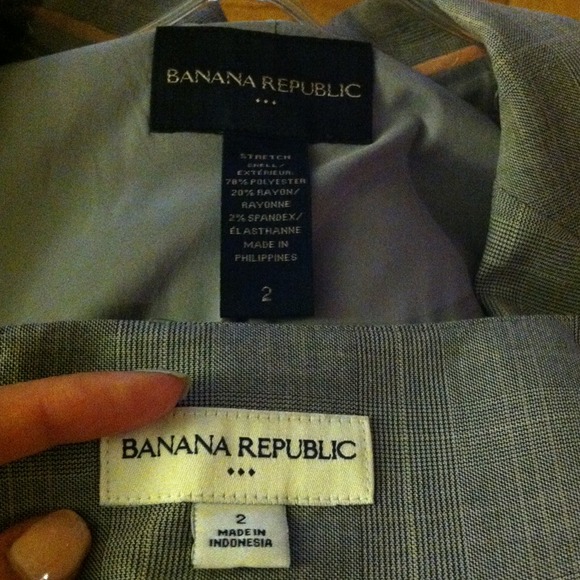 BANANA REPUBLIC
STRETCH
SHELL/
EXTÉRIEUR:
78% POLYESTER
20% RAYON/
RAYONNE
2% SPANDEX/
ÉLASTHANNE
MADE IN
PHILIPPINES
2
BANANA REPUBLIC
2
MADE IN
INDONESIA